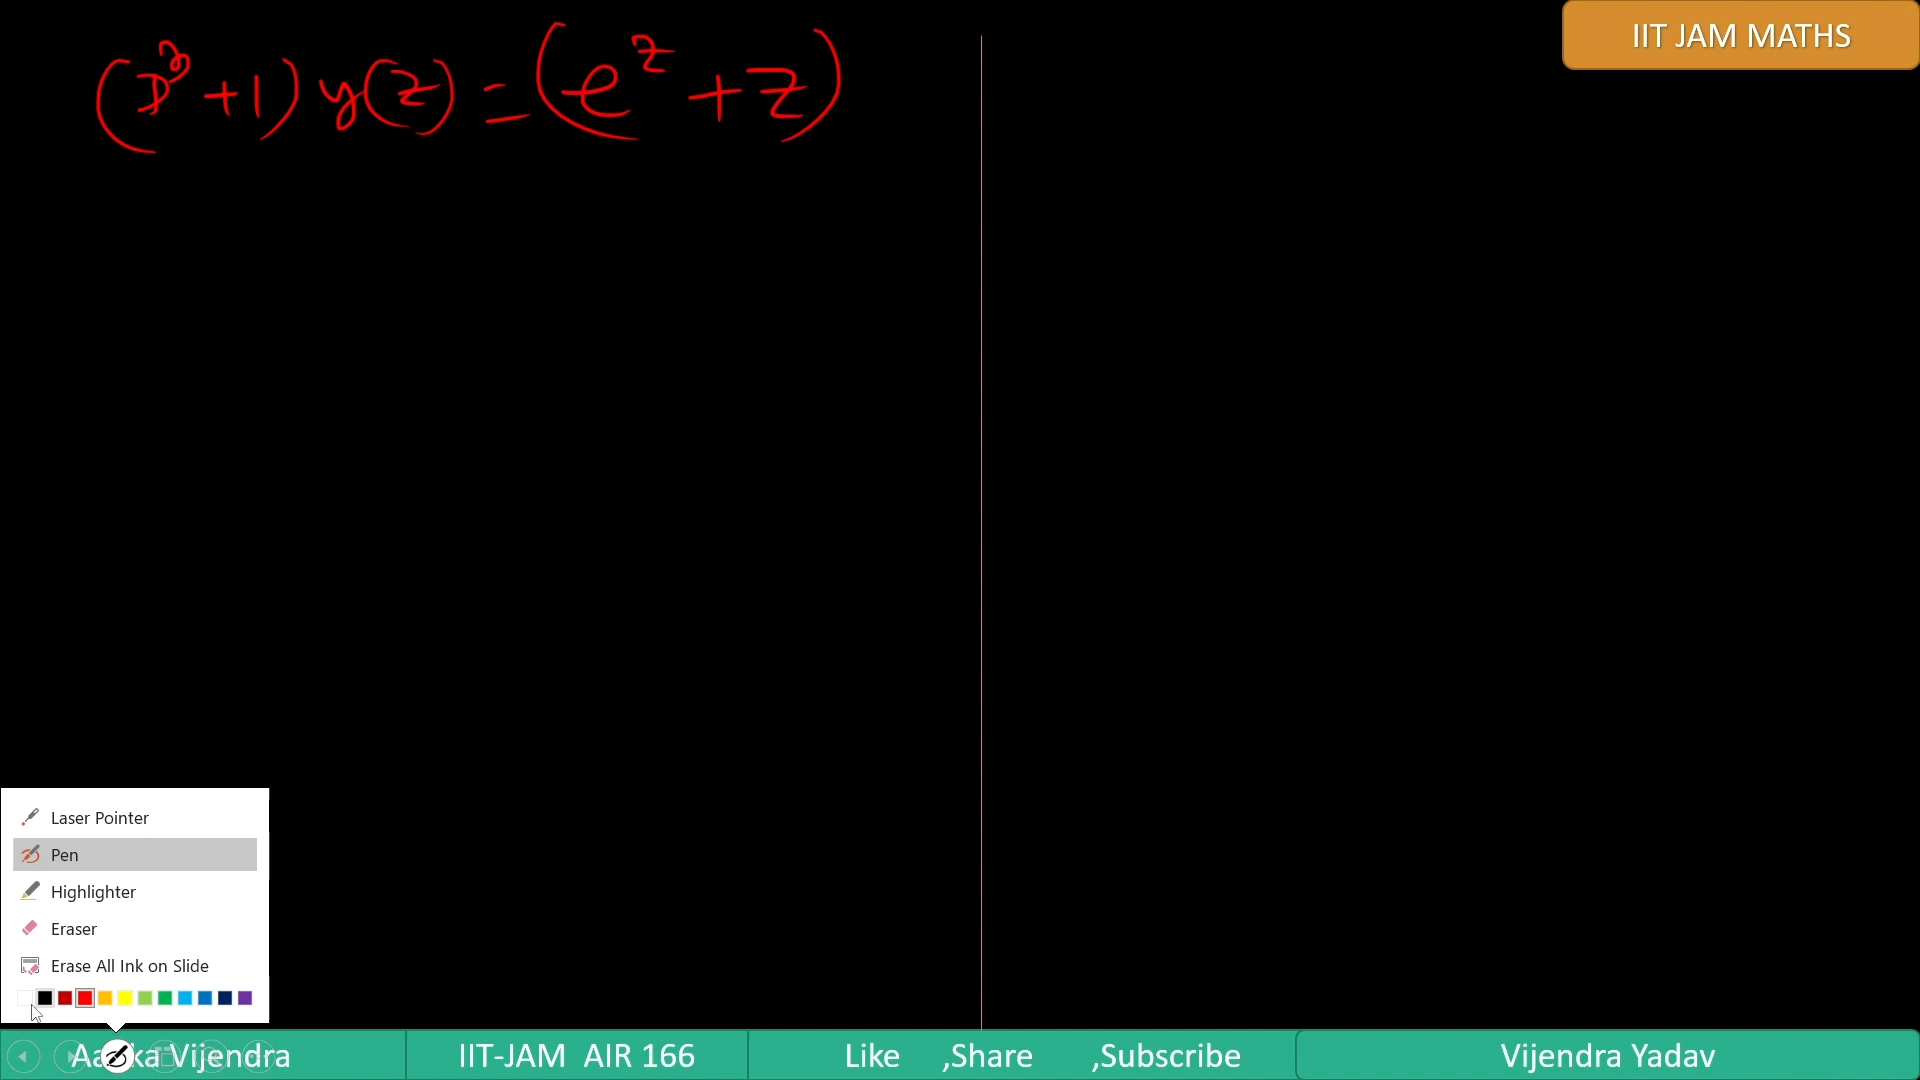 (D³+1) y(z) = (e^z + z)
IIT JAM MATHS
Laser Pointer
Pen
Highlighter
Eraser
Erase All Ink on Slide
Vijendra
IIT-JAM AIR 166
Like ,Share ,Subscribe
Vijendra Yadav